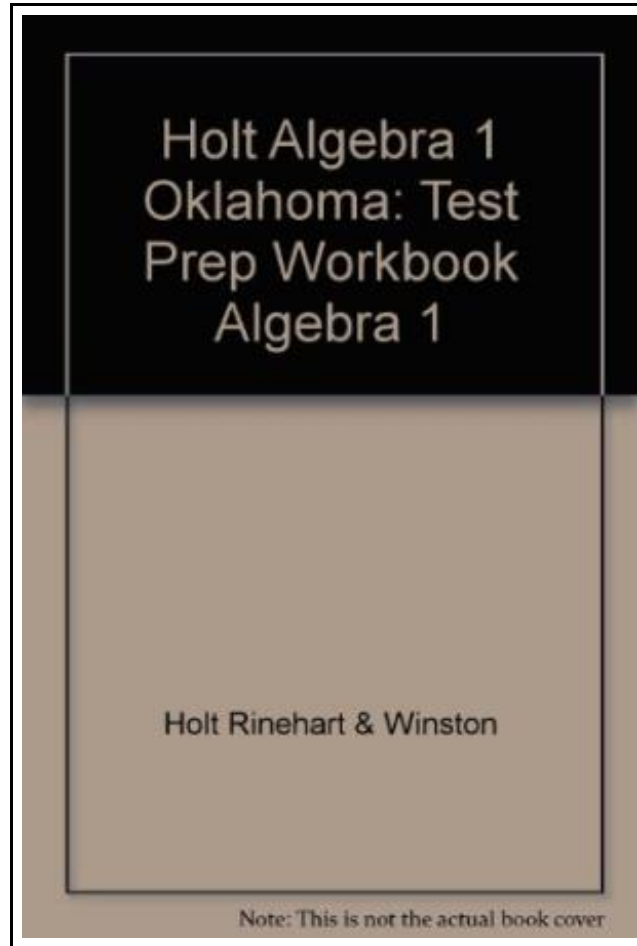 Holt Algebra 1
Oklahoma: Test
Prep Workbook
Algebra 1
Holt Rinehart & Winston
Note: This is not the actual book cover